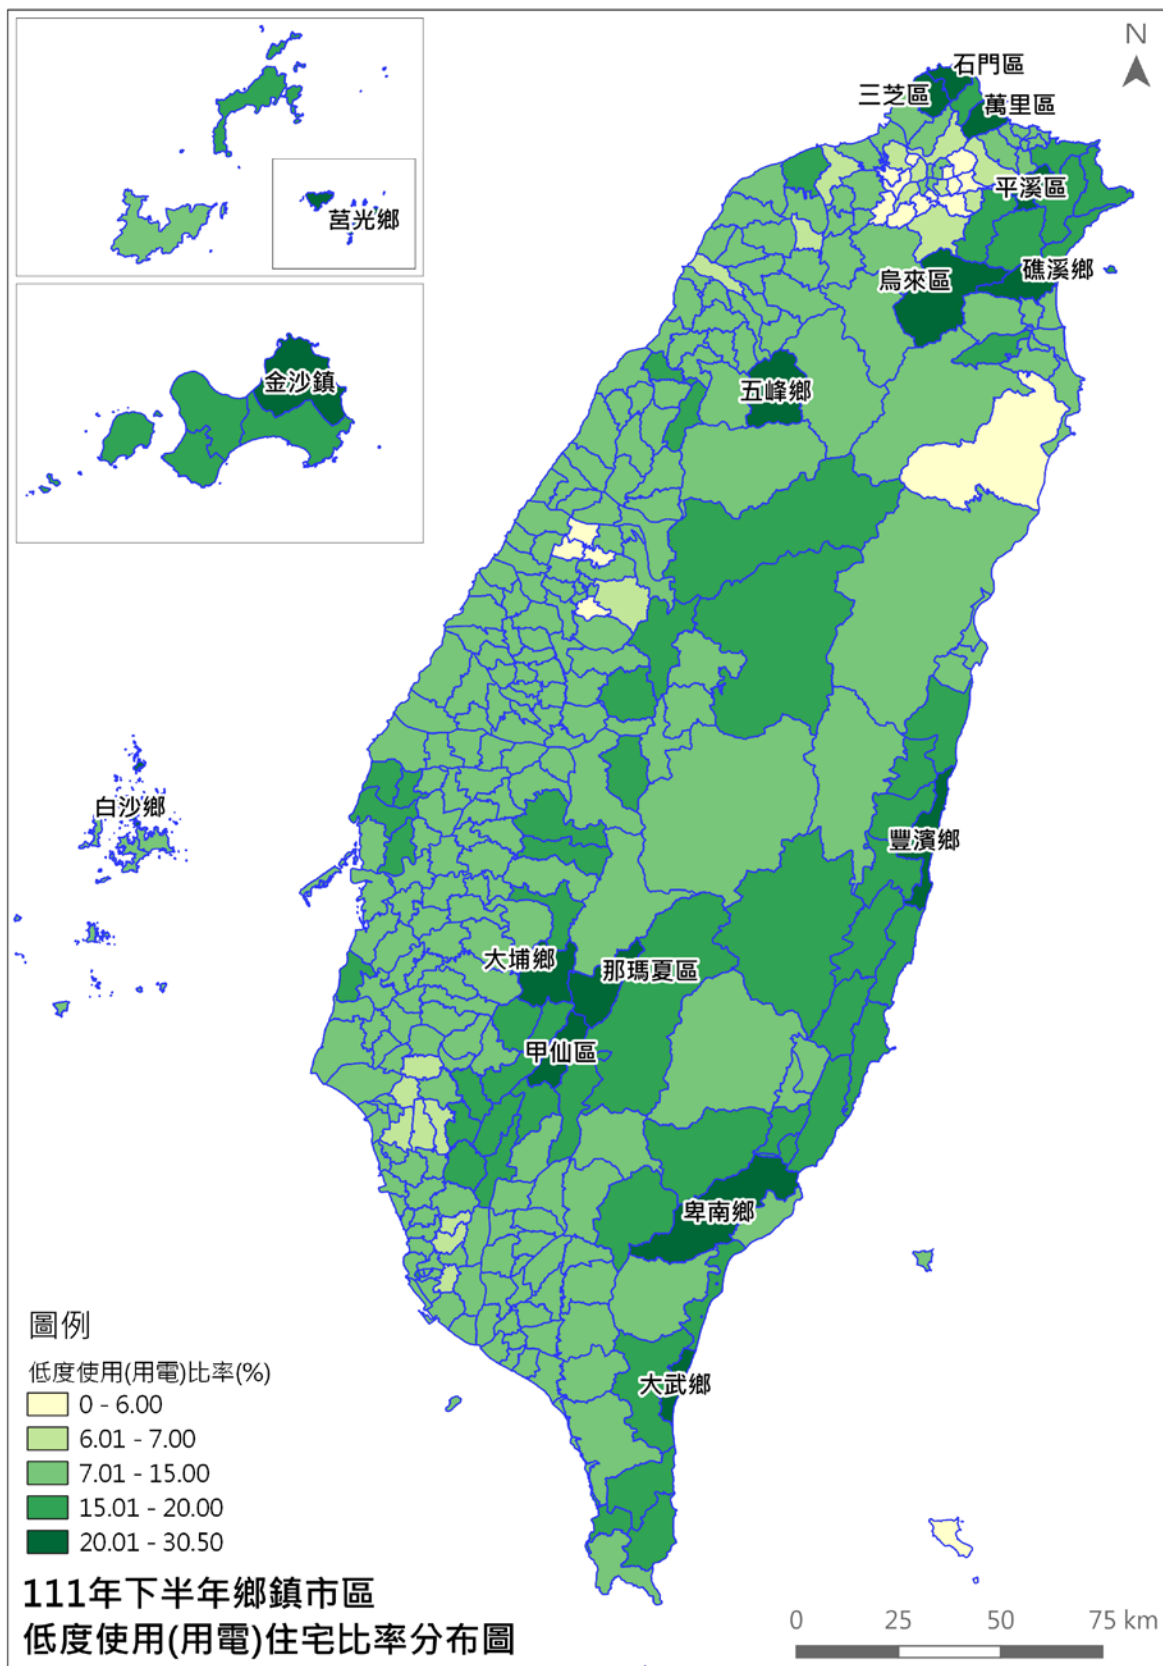 N
石門區
三芝區
萬里區
平溪區
莒光鄉
礁溪鄉
烏來區
金沙鎮
五峰鄉
白沙鄉
豐濱鄉
大埔鄉
那瑪夏區
甲仙區
卑南鄉
大武鄉
圖例
低度使用(用電)比率(%)
0 - 6.00
6.01 - 7.00
7.01 - 15.00
15.01 - 20.00
20.01 - 30.50
111年下半年鄉鎮市區
低度使用(用電)住宅比率分布圖
0 25 50 75 km